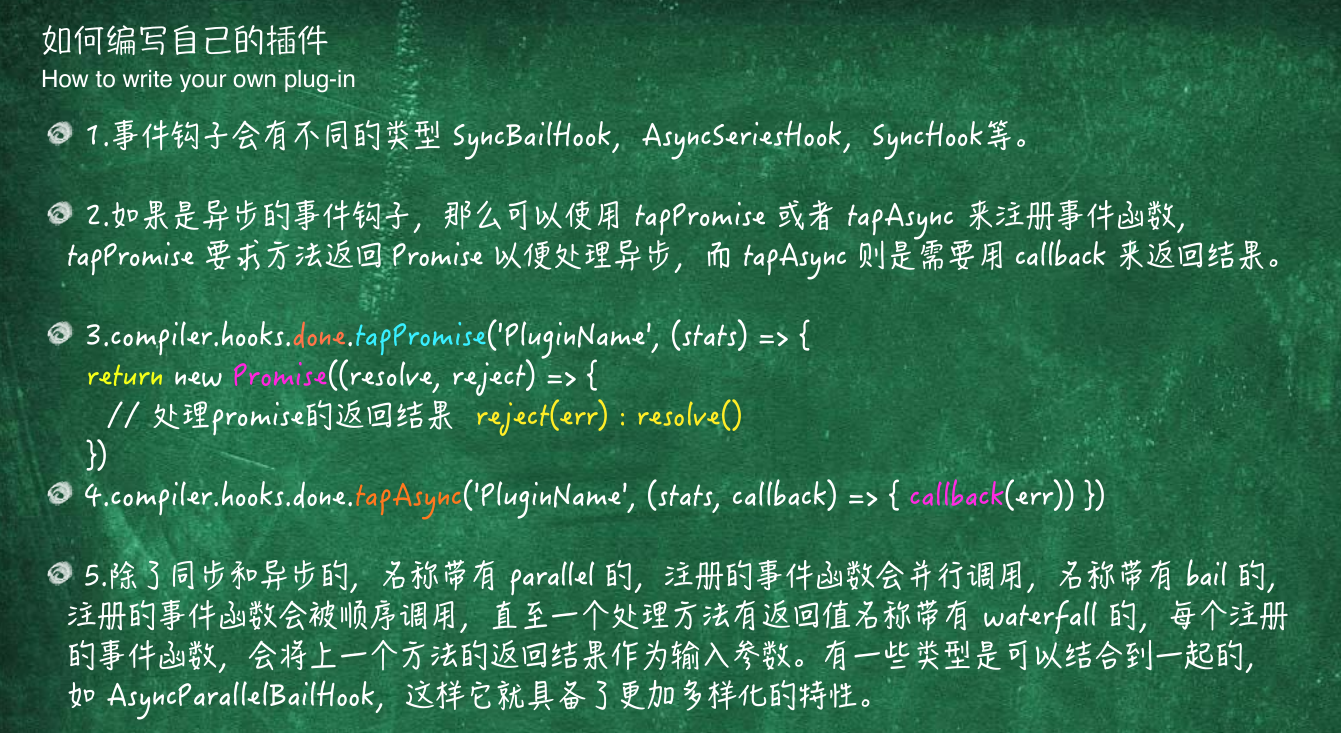 如何编写自己的插件
How to write your own plug-in
1.事件钩子会有不同的类型 SyncBailHook，AsyncSeriesHook，SyncHook等。
2.如果是异步的事件钩子，那么可以使用 tapPromise 或者 tapAsync 来注册事件函数，
tapPromise 要求方法返回 Promise 以便处理异步，而 tapAsync 则是需要用 callback 来返回结果。
3.compiler.hooks.done.tapPromise('PluginName', (stats) => {
return new Promise((resolve, reject) => {
// 处理promise的返回结果 reject(err) : resolve()
})
4.compiler.hooks.done.tapAsync('PluginName', (stats, callback) => { callback(err)) })
5.除了同步和异步的，名称带有 parallel 的，注册的事件函数会并行调用，名称带有 bail 的，
注册的事件函数会被顺序调用，直至一个处理方法有返回值名称带有 waterfall 的，每个注册
的事件函数，会将上一个方法的返回结果作为输入参数。有一些类型是可以结合到一起的，
如 AsyncParallelBailHook，这样它就具备了更加多样化的特性。